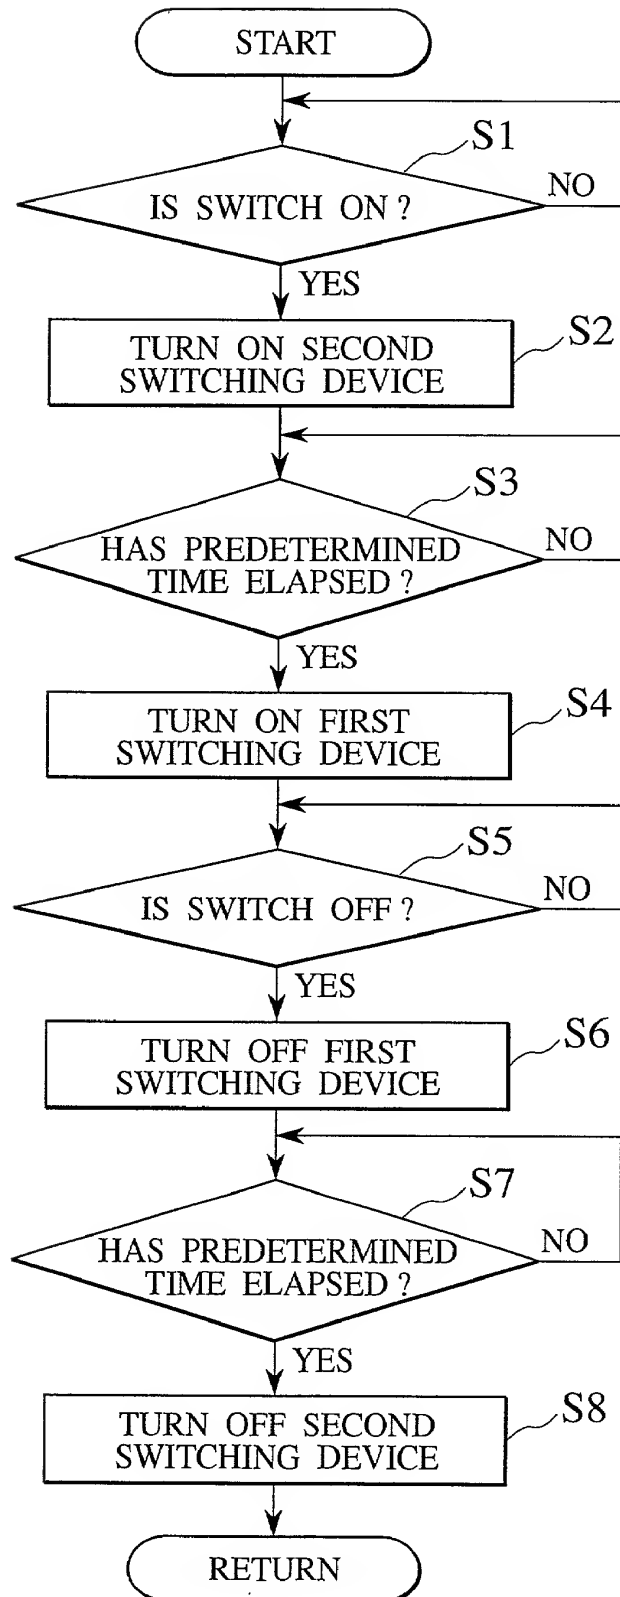 START
S1
IS SWITCH ON ?
NO
YES
S2
TURN ON SECOND
SWITCHING DEVICE
S3
HAS PREDETERMINED
TIME ELAPSED ?
NO
YES
S4
TURN ON FIRST
SWITCHING DEVICE
S5
IS SWITCH OFF ?
NO
YES
S6
TURN OFF FIRST
SWITCHING DEVICE
S7
HAS PREDETERMINED
TIME ELAPSED ?
NO
YES
S8
TURN OFF SECOND
SWITCHING DEVICE
RETURN